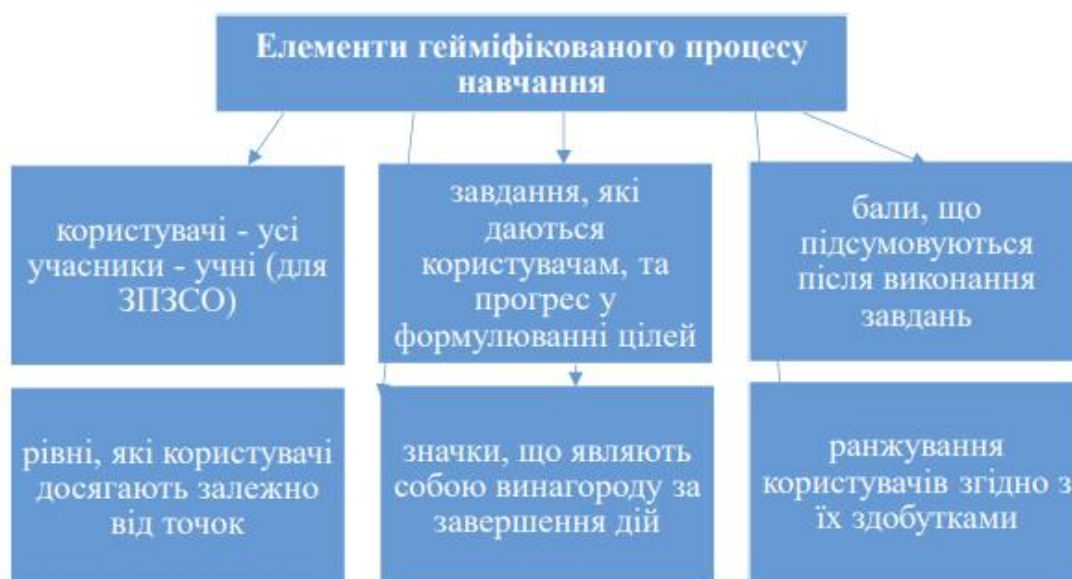 Елементи гейміфікованого процесу
навчання
користувачі - усі
учасники - учні (для
ЗПЗСО)
завдання, які
даються
користувачам, та
прогрес у
формулюванні цілей
бали, що
підсумовуються
після виконання
завдань
рівні, які користувачі
досягають залежно
від точок
значки, що являють
собою винагороду за
завершення дій
ранжування
користувачів згідно з
їх здобутками